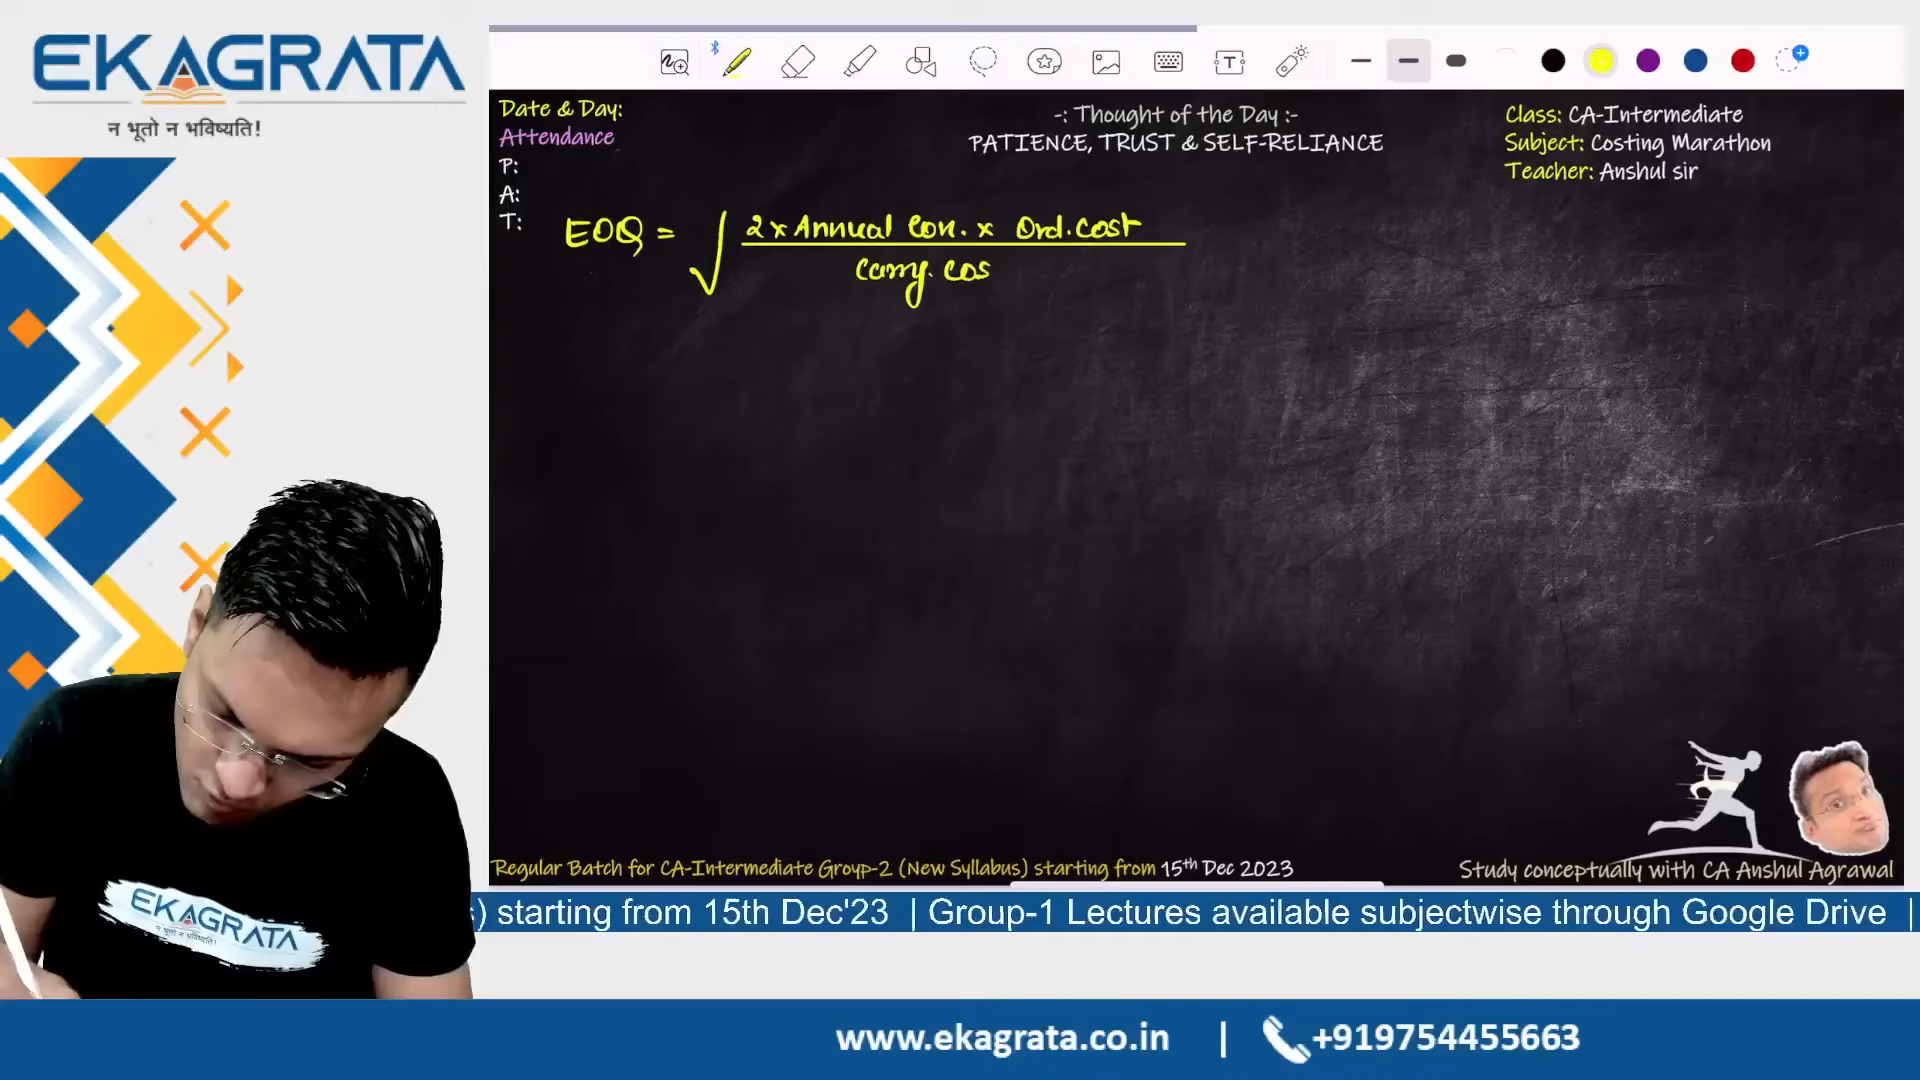 EKAGRATA
न भूतो न भविष्यति!
Date & Day:
Attendance
P:
A:
T:
-: Thought of the Day :-
PATIENCE, TRUST & SELF-RELIANCE
Class: CA-Intermediate
Subject: Costing Marathon
Teacher: Anshul sir
EOQ = √ 2 x Annual Con. x Ord. Cost
Carry. Cos
EKAGRATA
न भूतो न भविष्यति!
Regular Batch for CA-Intermediate Group-2 (New Syllabus) starting from 15th Dec 2023
Study conceptually with CA Anshul Agrawal
) starting from 15th Dec'23 | Group-1 Lectures available subjectwise through Google Drive |
www.ekagrata.co.in | +919754455663